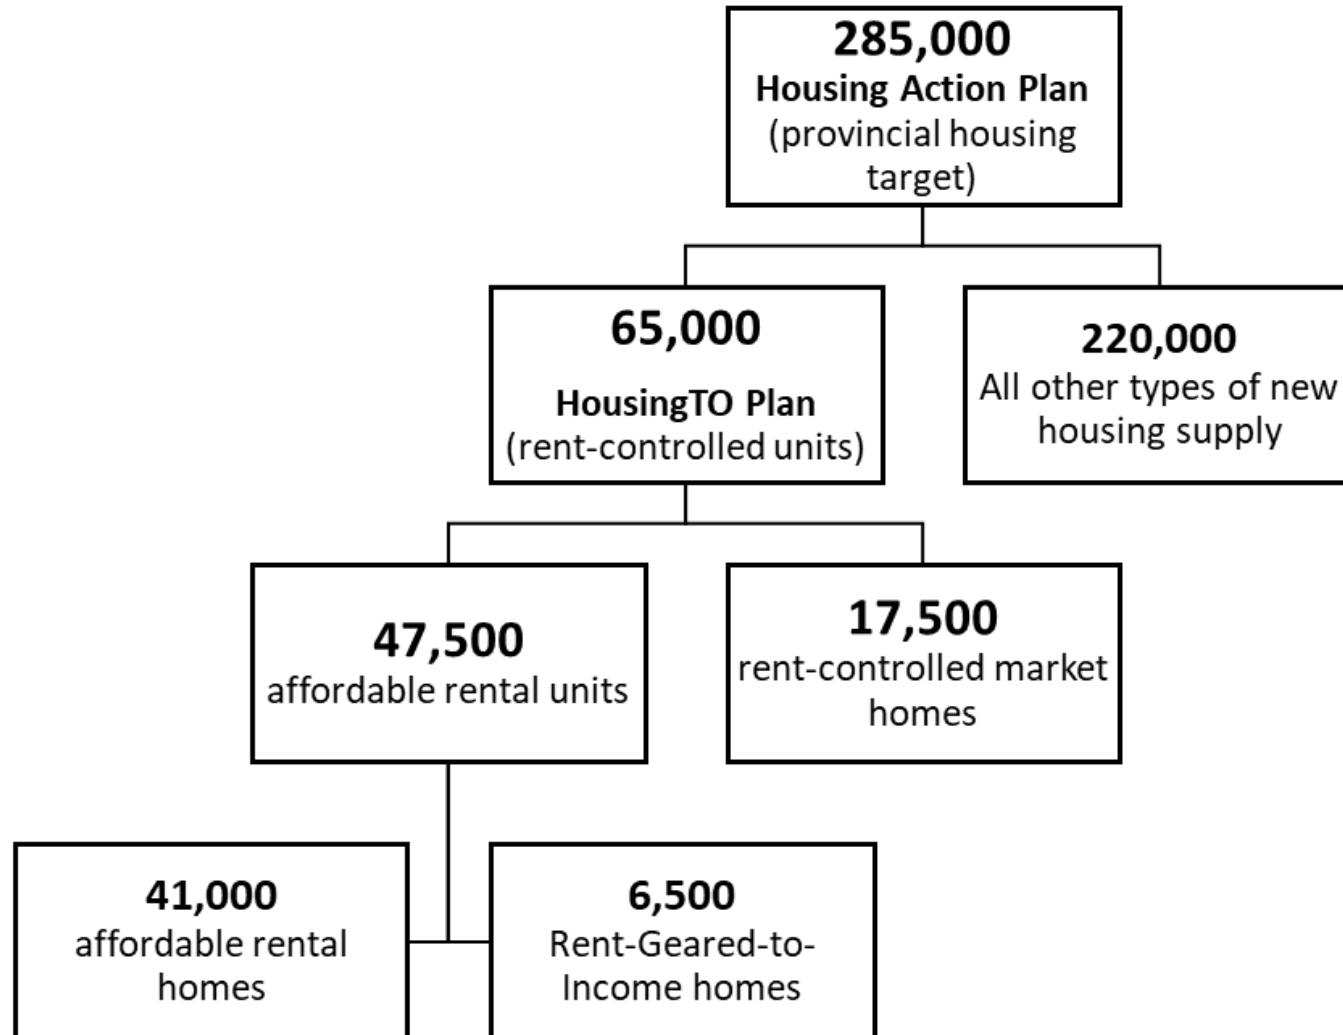 285,000
Housing Action Plan
(provincial housing
target)
65,000
HousingTO Plan
(rent-controlled units)
220,000
All other types of new
housing supply
47,500
affordable rental units
17,500
rent-controlled market
homes
41,000
affordable rental
homes
6,500
Rent-Geared-to-
Income homes